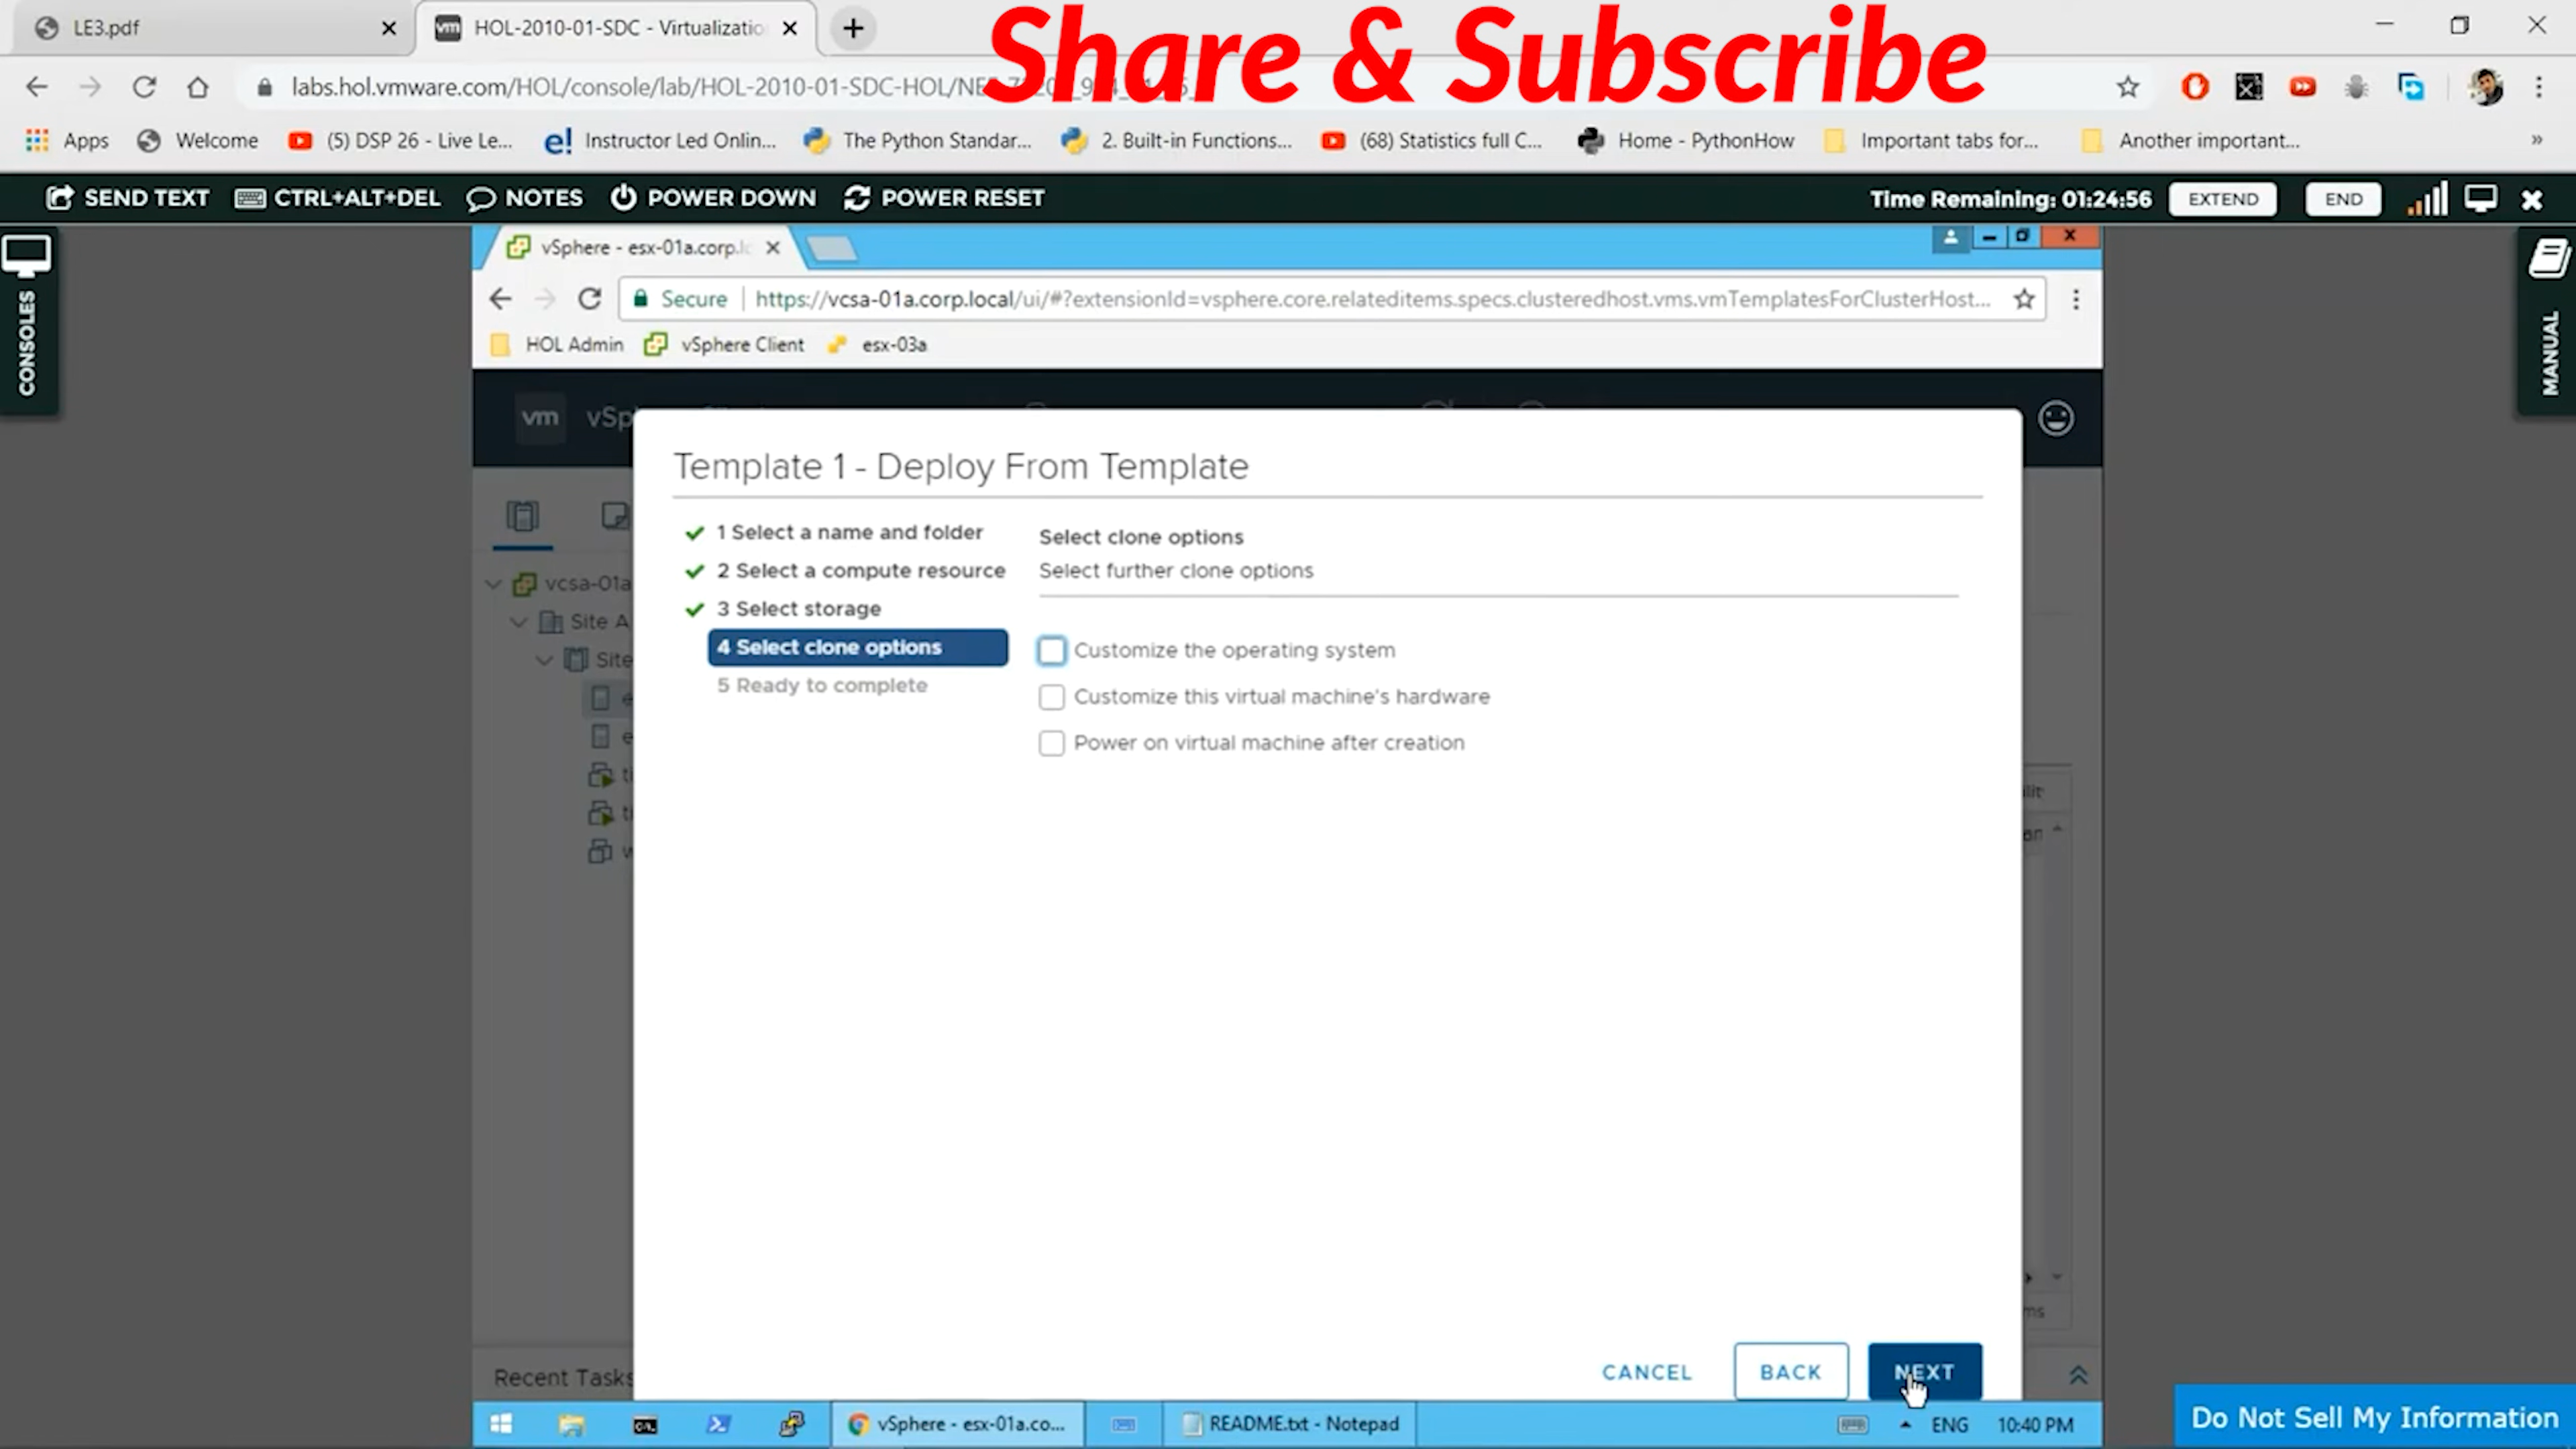 LE3.pdf
HOL-2010-01-SDC - Virtualizatio
Share & Subscribe
labs.hol.vmware.com/HOL/console/lab/HOL-2010-01-SDC-HOL/
Apps
Welcome
(5) DSP 26 - Live Le...
Instructor Led Onlin...
The Python Standar...
2. Built-in Functions...
(68) Statistics full C...
Home - PythonHow
Important tabs for...
Another important...
SEND TEXT
CTRL+ALT+DEL
NOTES
POWER DOWN
POWER RESET
Time Remaining: 01:24:56
EXTEND
END
CONSOLES
MANUAL
vSphere - esx-01a.corp.lo
Secure
https://vcsa-01a.corp.local/ui/#?extensionId=vsphere.core.relateditems.specs.clusteredhost.vms.vmTemplatesForClusterHost...
HOL Admin
vSphere Client
esx-03a
vm
vSp
Template 1 - Deploy From Template
1 Select a name and folder
2 Select a compute resource
3 Select storage
4 Select clone options
5 Ready to complete
Select clone options
Select further clone options
Customize the operating system
Customize this virtual machine's hardware
Power on virtual machine after creation
vcsa-01a
Site A
Site
CANCEL
BACK
NEXT
Recent Tasks
vSphere - esx-01a.co...
README.txt - Notepad
ENG
10:40 PM
Do Not Sell My Information